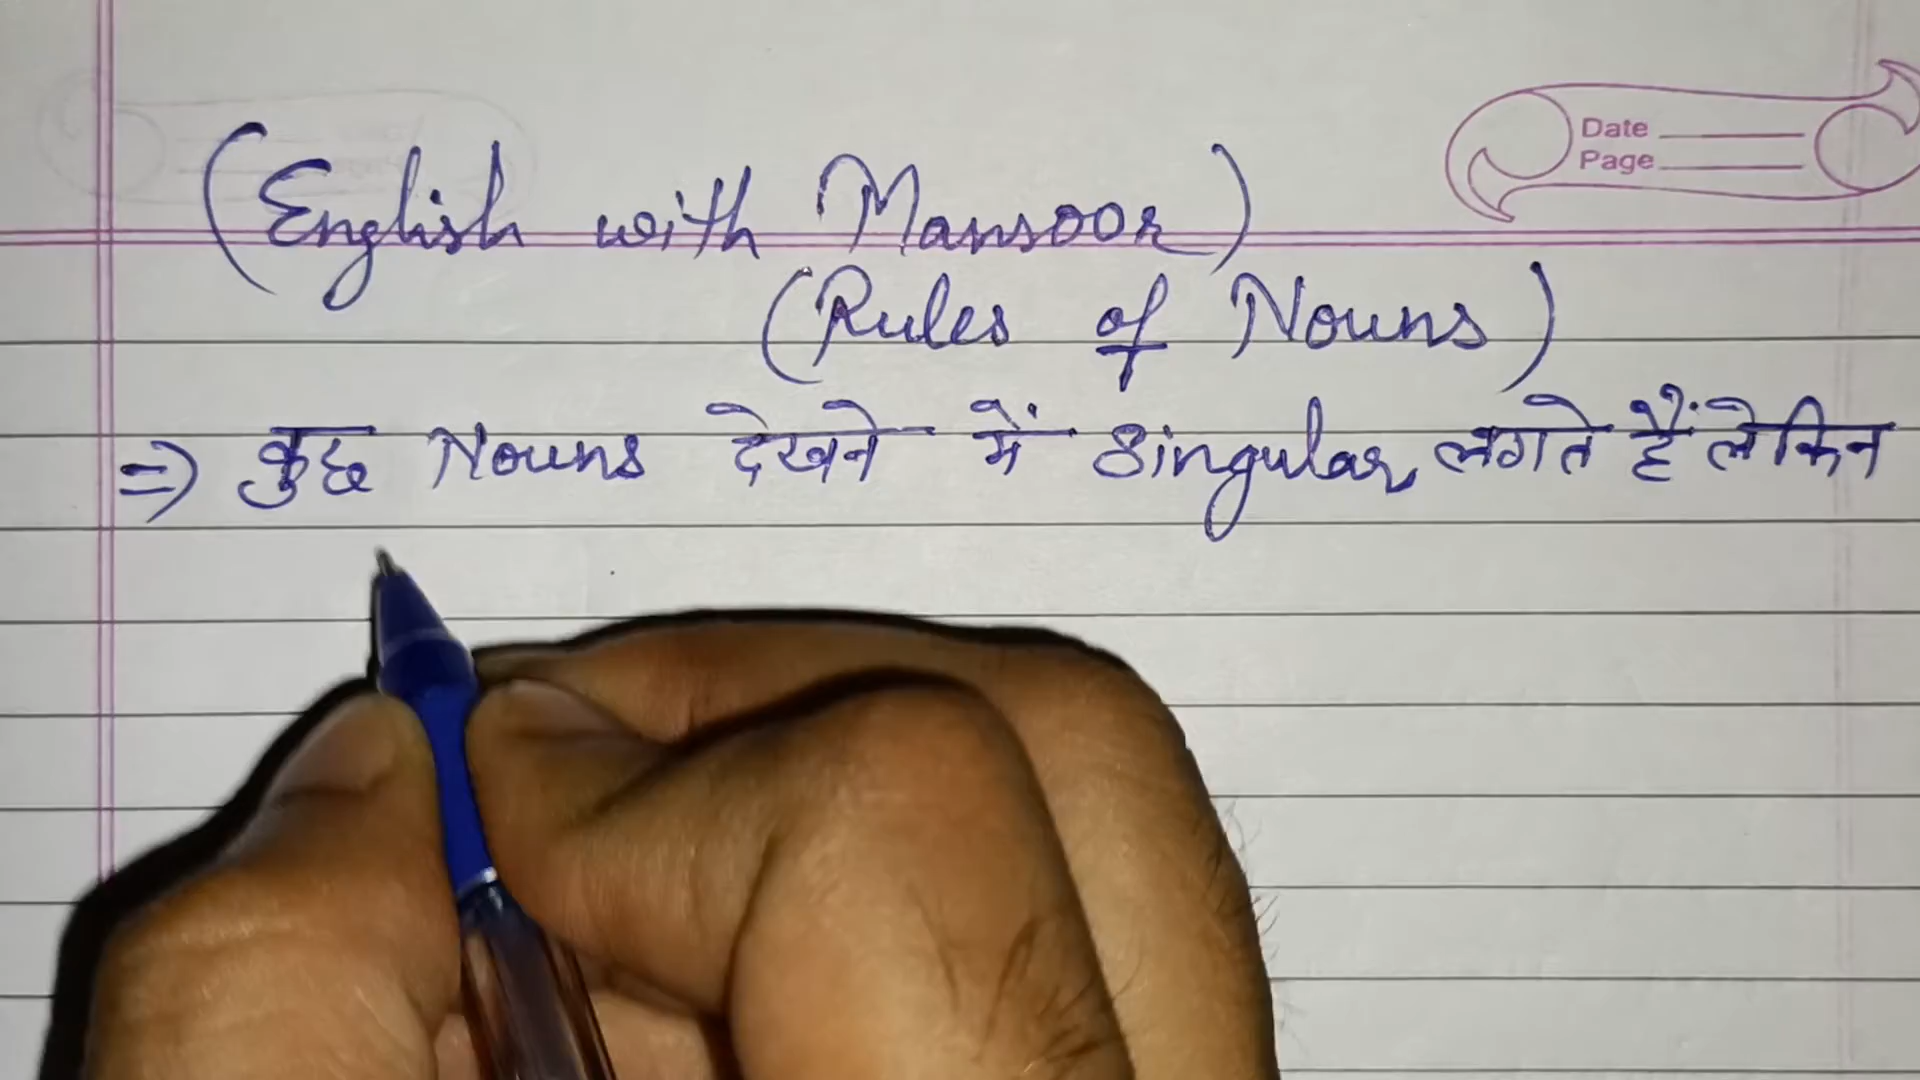 Date
Page
(English with Mansoor)
(Rules of Nouns)
⇒ कुछ Nouns देखने में Singular लगते हैं लेकिन